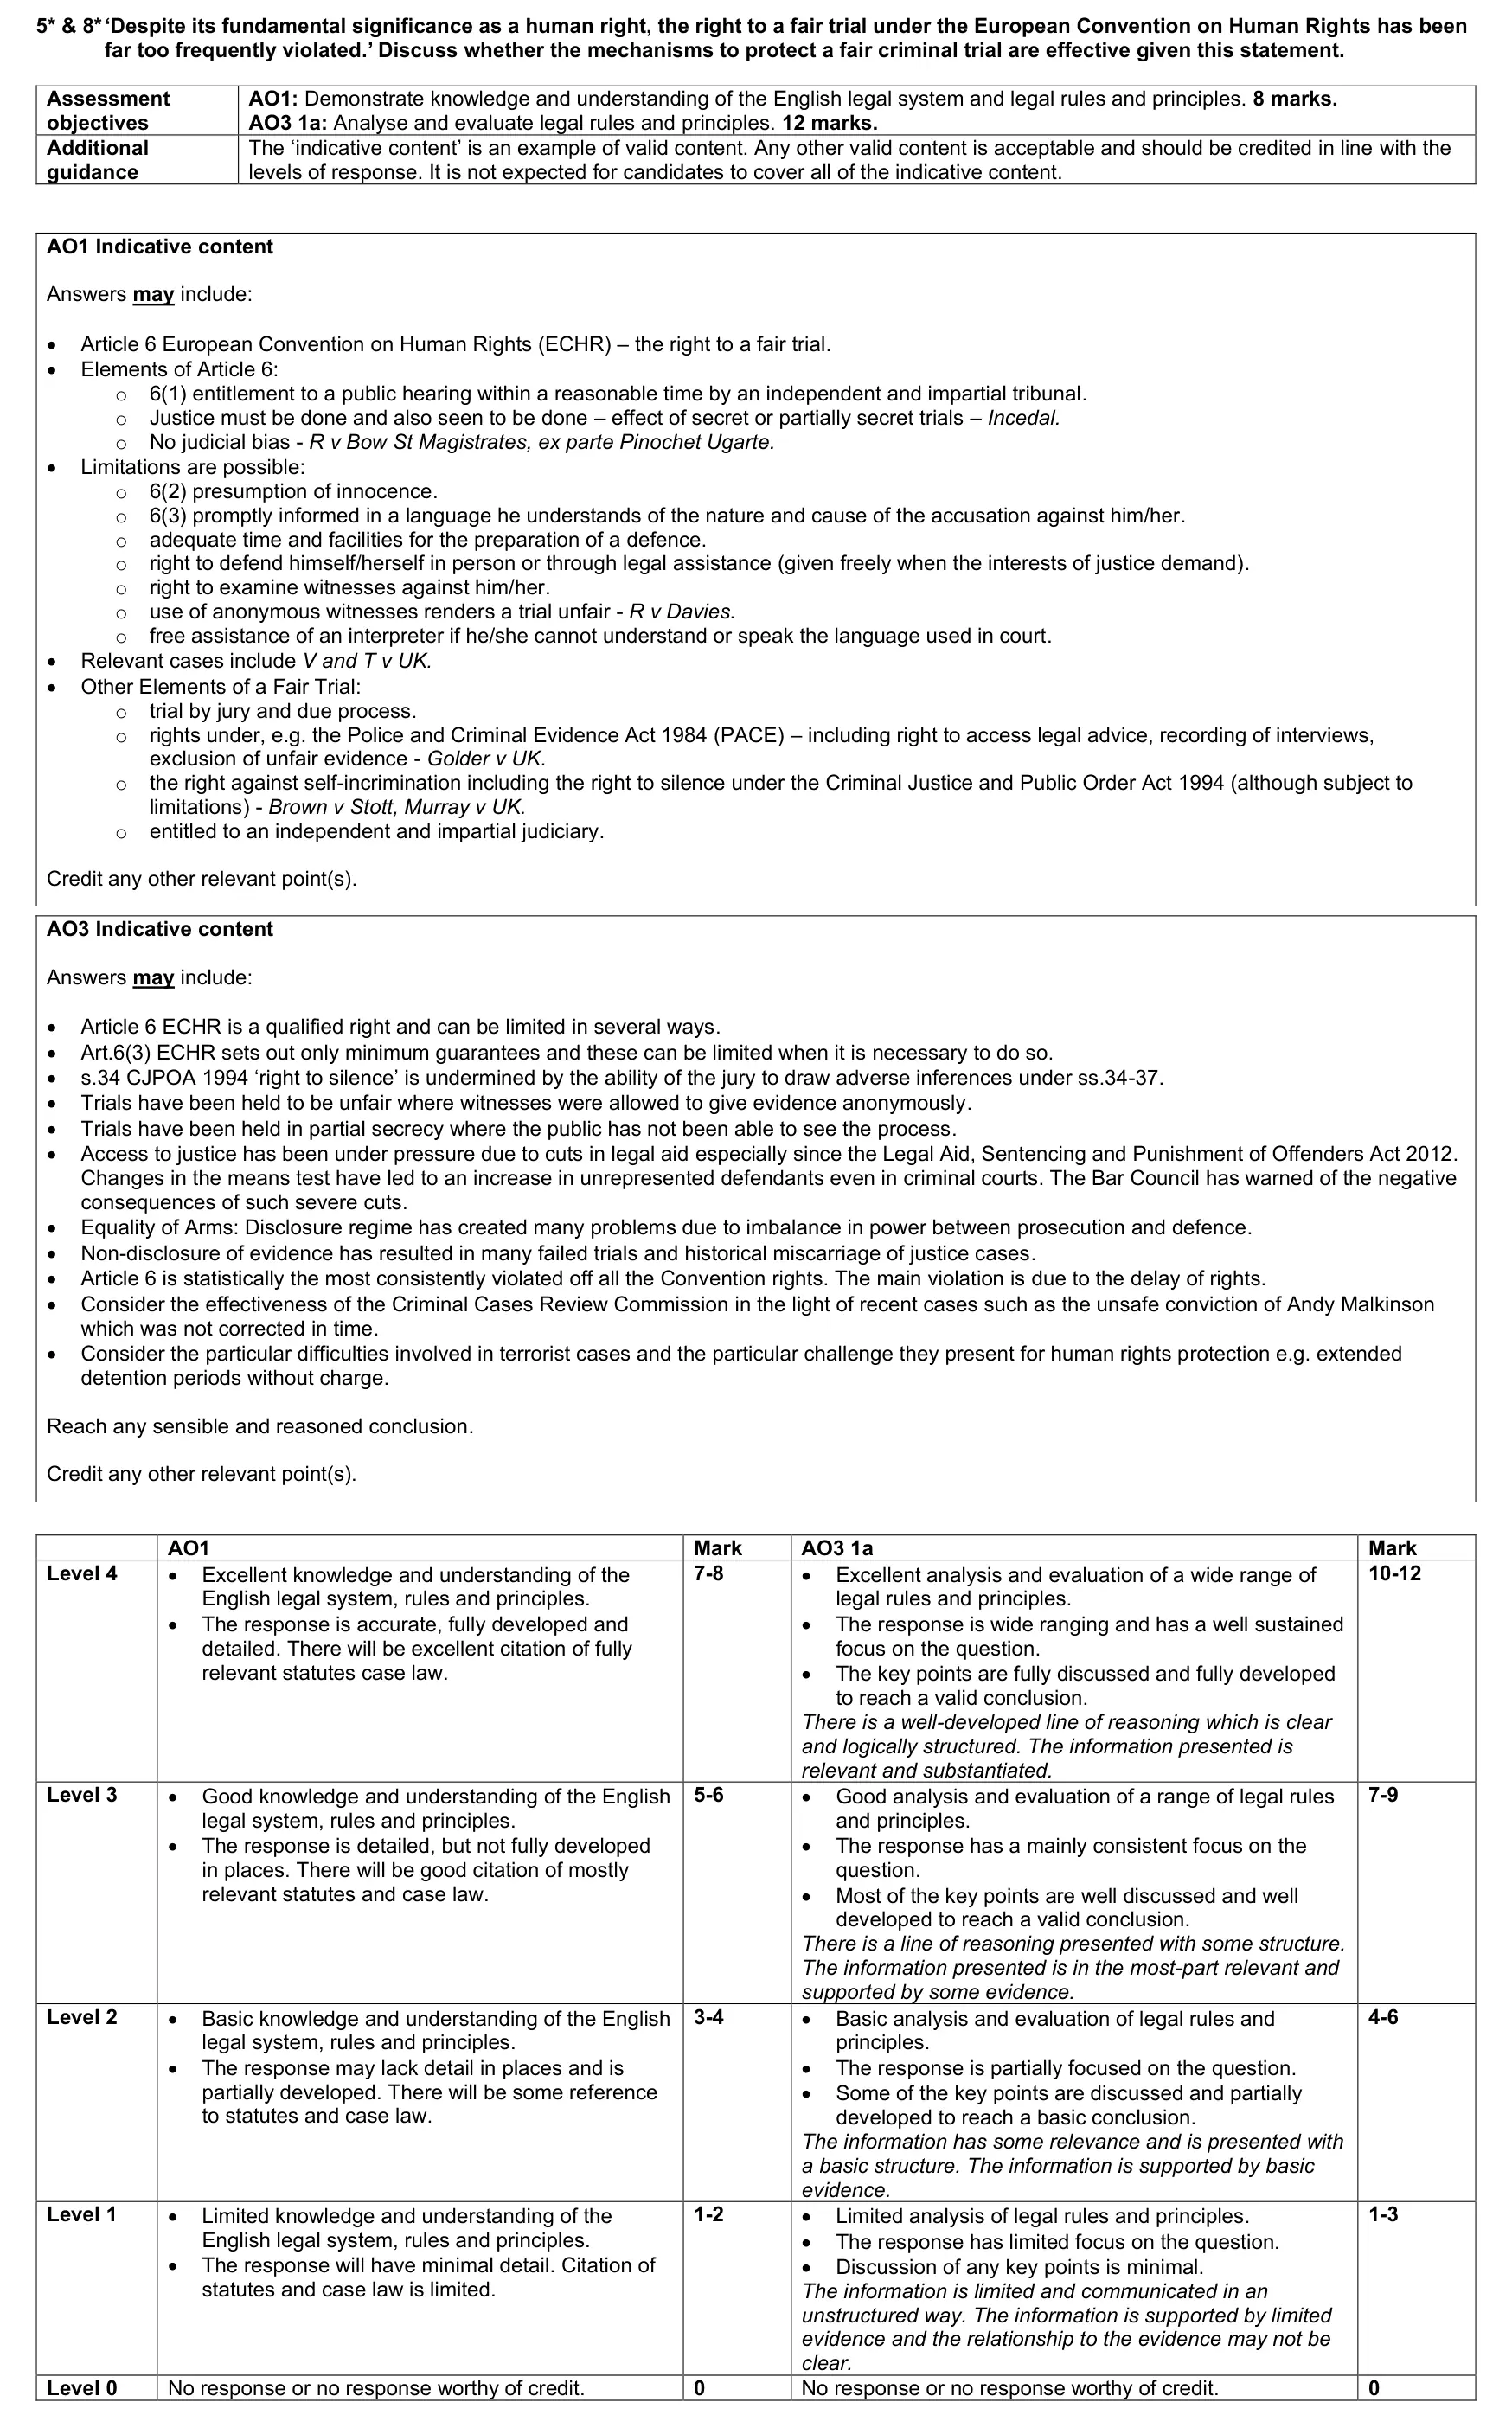 5* & 8* ‘Despite its fundamental significance as a human right, the right to a fair trial under the European Convention on Human Rights has been
far too frequently violated.’ Discuss whether the mechanisms to protect a fair criminal trial are effective given this statement.
Assessment
objectives
AO1: Demonstrate knowledge and understanding of the English legal system and legal rules and principles. 8 marks.
AO3 1a: Analyse and evaluate legal rules and principles. 12 marks.
Additional
guidance
The ‘indicative content’ is an example of valid content. Any other valid content is acceptable and should be credited in line with the
levels of response. It is not expected for candidates to cover all of the indicative content.
AO1 Indicative content
Answers may include:
• Article 6 European Convention on Human Rights (ECHR) – the right to a fair trial.
• Elements of Article 6:
o 6(1) entitlement to a public hearing within a reasonable time by an independent and impartial tribunal.
o Justice must be done and also seen to be done – effect of secret or partially secret trials – Incedal.
o No judicial bias - R v Bow St Magistrates, ex parte Pinochet Ugarte.
• Limitations are possible:
o 6(2) presumption of innocence.
o 6(3) promptly informed in a language he understands of the nature and cause of the accusation against him/her.
o adequate time and facilities for the preparation of a defence.
o right to defend himself/herself in person or through legal assistance (given freely when the interests of justice demand).
o right to examine witnesses against him/her.
o use of anonymous witnesses renders a trial unfair - R v Davies.
o free assistance of an interpreter if he/she cannot understand or speak the language used in court.
• Relevant cases include V and T v UK.
• Other Elements of a Fair Trial:
o trial by jury and due process.
o rights under, e.g. the Police and Criminal Evidence Act 1984 (PACE) – including right to access legal advice, recording of interviews,
exclusion of unfair evidence - Golder v UK.
o the right against self-incrimination including the right to silence under the Criminal Justice and Public Order Act 1994 (although subject to
limitations) - Brown v Stott, Murray v UK.
o entitled to an independent and impartial judiciary.
Credit any other relevant point(s).
AO3 Indicative content
Answers may include:
• Article 6 ECHR is a qualified right and can be limited in several ways.
• Art.6(3) ECHR sets out only minimum guarantees and these can be limited when it is necessary to do so.
• s.34 CJPOA 1994 ‘right to silence’ is undermined by the ability of the jury to draw adverse inferences under ss.34-37.
• Trials have been held to be unfair where witnesses were allowed to give evidence anonymously.
• Trials have been held in partial secrecy where the public has not been able to see the process.
• Access to justice has been under pressure due to cuts in legal aid especially since the Legal Aid, Sentencing and Punishment of Offenders Act 2012.
Changes in the means test have led to an increase in unrepresented defendants even in criminal courts. The Bar Council has warned of the negative
consequences of such severe cuts.
• Equality of Arms: Disclosure regime has created many problems due to imbalance in power between prosecution and defence.
• Non-disclosure of evidence has resulted in many failed trials and historical miscarriage of justice cases.
• Article 6 is statistically the most consistently violated off all the Convention rights. The main violation is due to the delay of rights.
• Consider the effectiveness of the Criminal Cases Review Commission in the light of recent cases such as the unsafe conviction of Andy Malkinson
which was not corrected in time.
• Consider the particular difficulties involved in terrorist cases and the particular challenge they present for human rights protection e.g. extended
detention periods without charge.
Reach any sensible and reasoned conclusion.
Credit any other relevant point(s).
AO1 Mark AO3 1a Mark
Level 4
• Excellent knowledge and understanding of the
English legal system, rules and principles.
• The response is accurate, fully developed and
detailed. There will be excellent citation of fully
relevant statutes case law.
7-8
• Excellent analysis and evaluation of a wide range of
legal rules and principles.
• The response is wide ranging and has a well sustained
focus on the question.
• The key points are fully discussed and fully developed
to reach a valid conclusion.
There is a well-developed line of reasoning which is clear
and logically structured. The information presented is
relevant and substantiated.
10-12
Level 3
• Good knowledge and understanding of the English
legal system, rules and principles.
• The response is detailed, but not fully developed
in places. There will be good citation of mostly
relevant statutes and case law.
5-6
• Good analysis and evaluation of a range of legal rules
and principles.
• The response has a mainly consistent focus on the
question.
• Most of the key points are well discussed and well
developed to reach a valid conclusion.
There is a line of reasoning presented with some structure.
The information presented is in the most-part relevant and
supported by some evidence.
7-9
Level 2
• Basic knowledge and understanding of the English
legal system, rules and principles.
• The response may lack detail in places and is
partially developed. There will be some reference
to statutes and case law.
3-4
• Basic analysis and evaluation of legal rules and
principles.
• The response is partially focused on the question.
• Some of the key points are discussed and partially
developed to reach a basic conclusion.
The information has some relevance and is presented with
a basic structure. The information is supported by basic
evidence.
4-6
Level 1
• Limited knowledge and understanding of the
English legal system, rules and principles.
• The response will have minimal detail. Citation of
statutes and case law is limited.
1-2
• Limited analysis of legal rules and principles.
• The response has limited focus on the question.
• Discussion of any key points is minimal.
The information is limited and communicated in an
unstructured way. The information is supported by limited
evidence and the relationship to the evidence may not be
clear.
1-3
Level 0
No response or no response worthy of credit.
0
No response or no response worthy of credit.
0